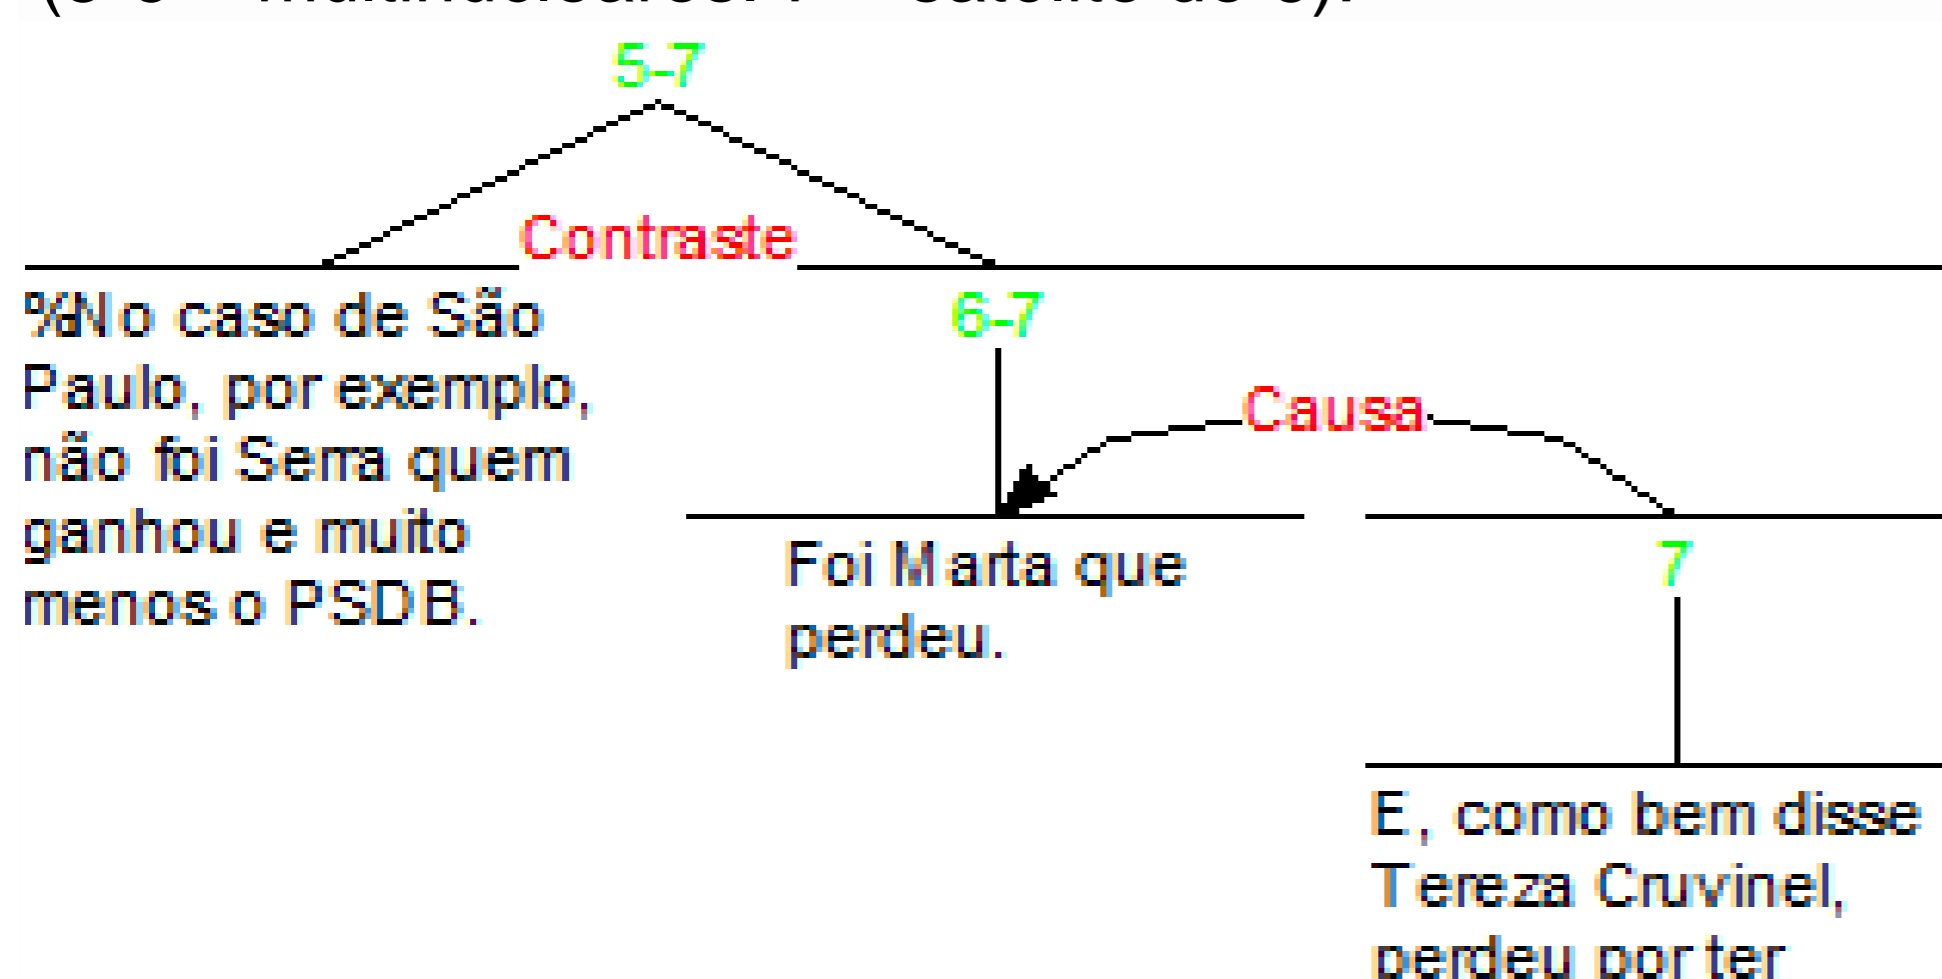 5-7
Contraste
%No caso de São
Paulo, por exemplo,
não foi Serra quem
ganhou e muito
menos o PSDB.
6-7
Causa
Foi Marta que
perdeu.
7
E, como bem disse
Tereza Cruvinel,
perdeu por ter